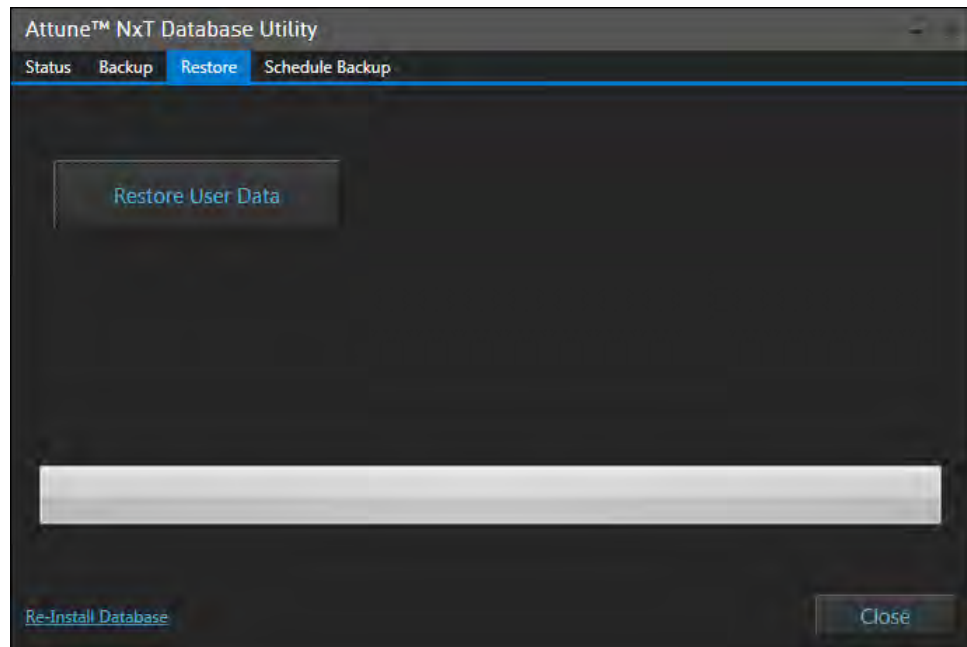 Attune™ NxT Database Utility
Status Backup Restore Schedule Backup
Restore User Data
Re-Install Database
Close